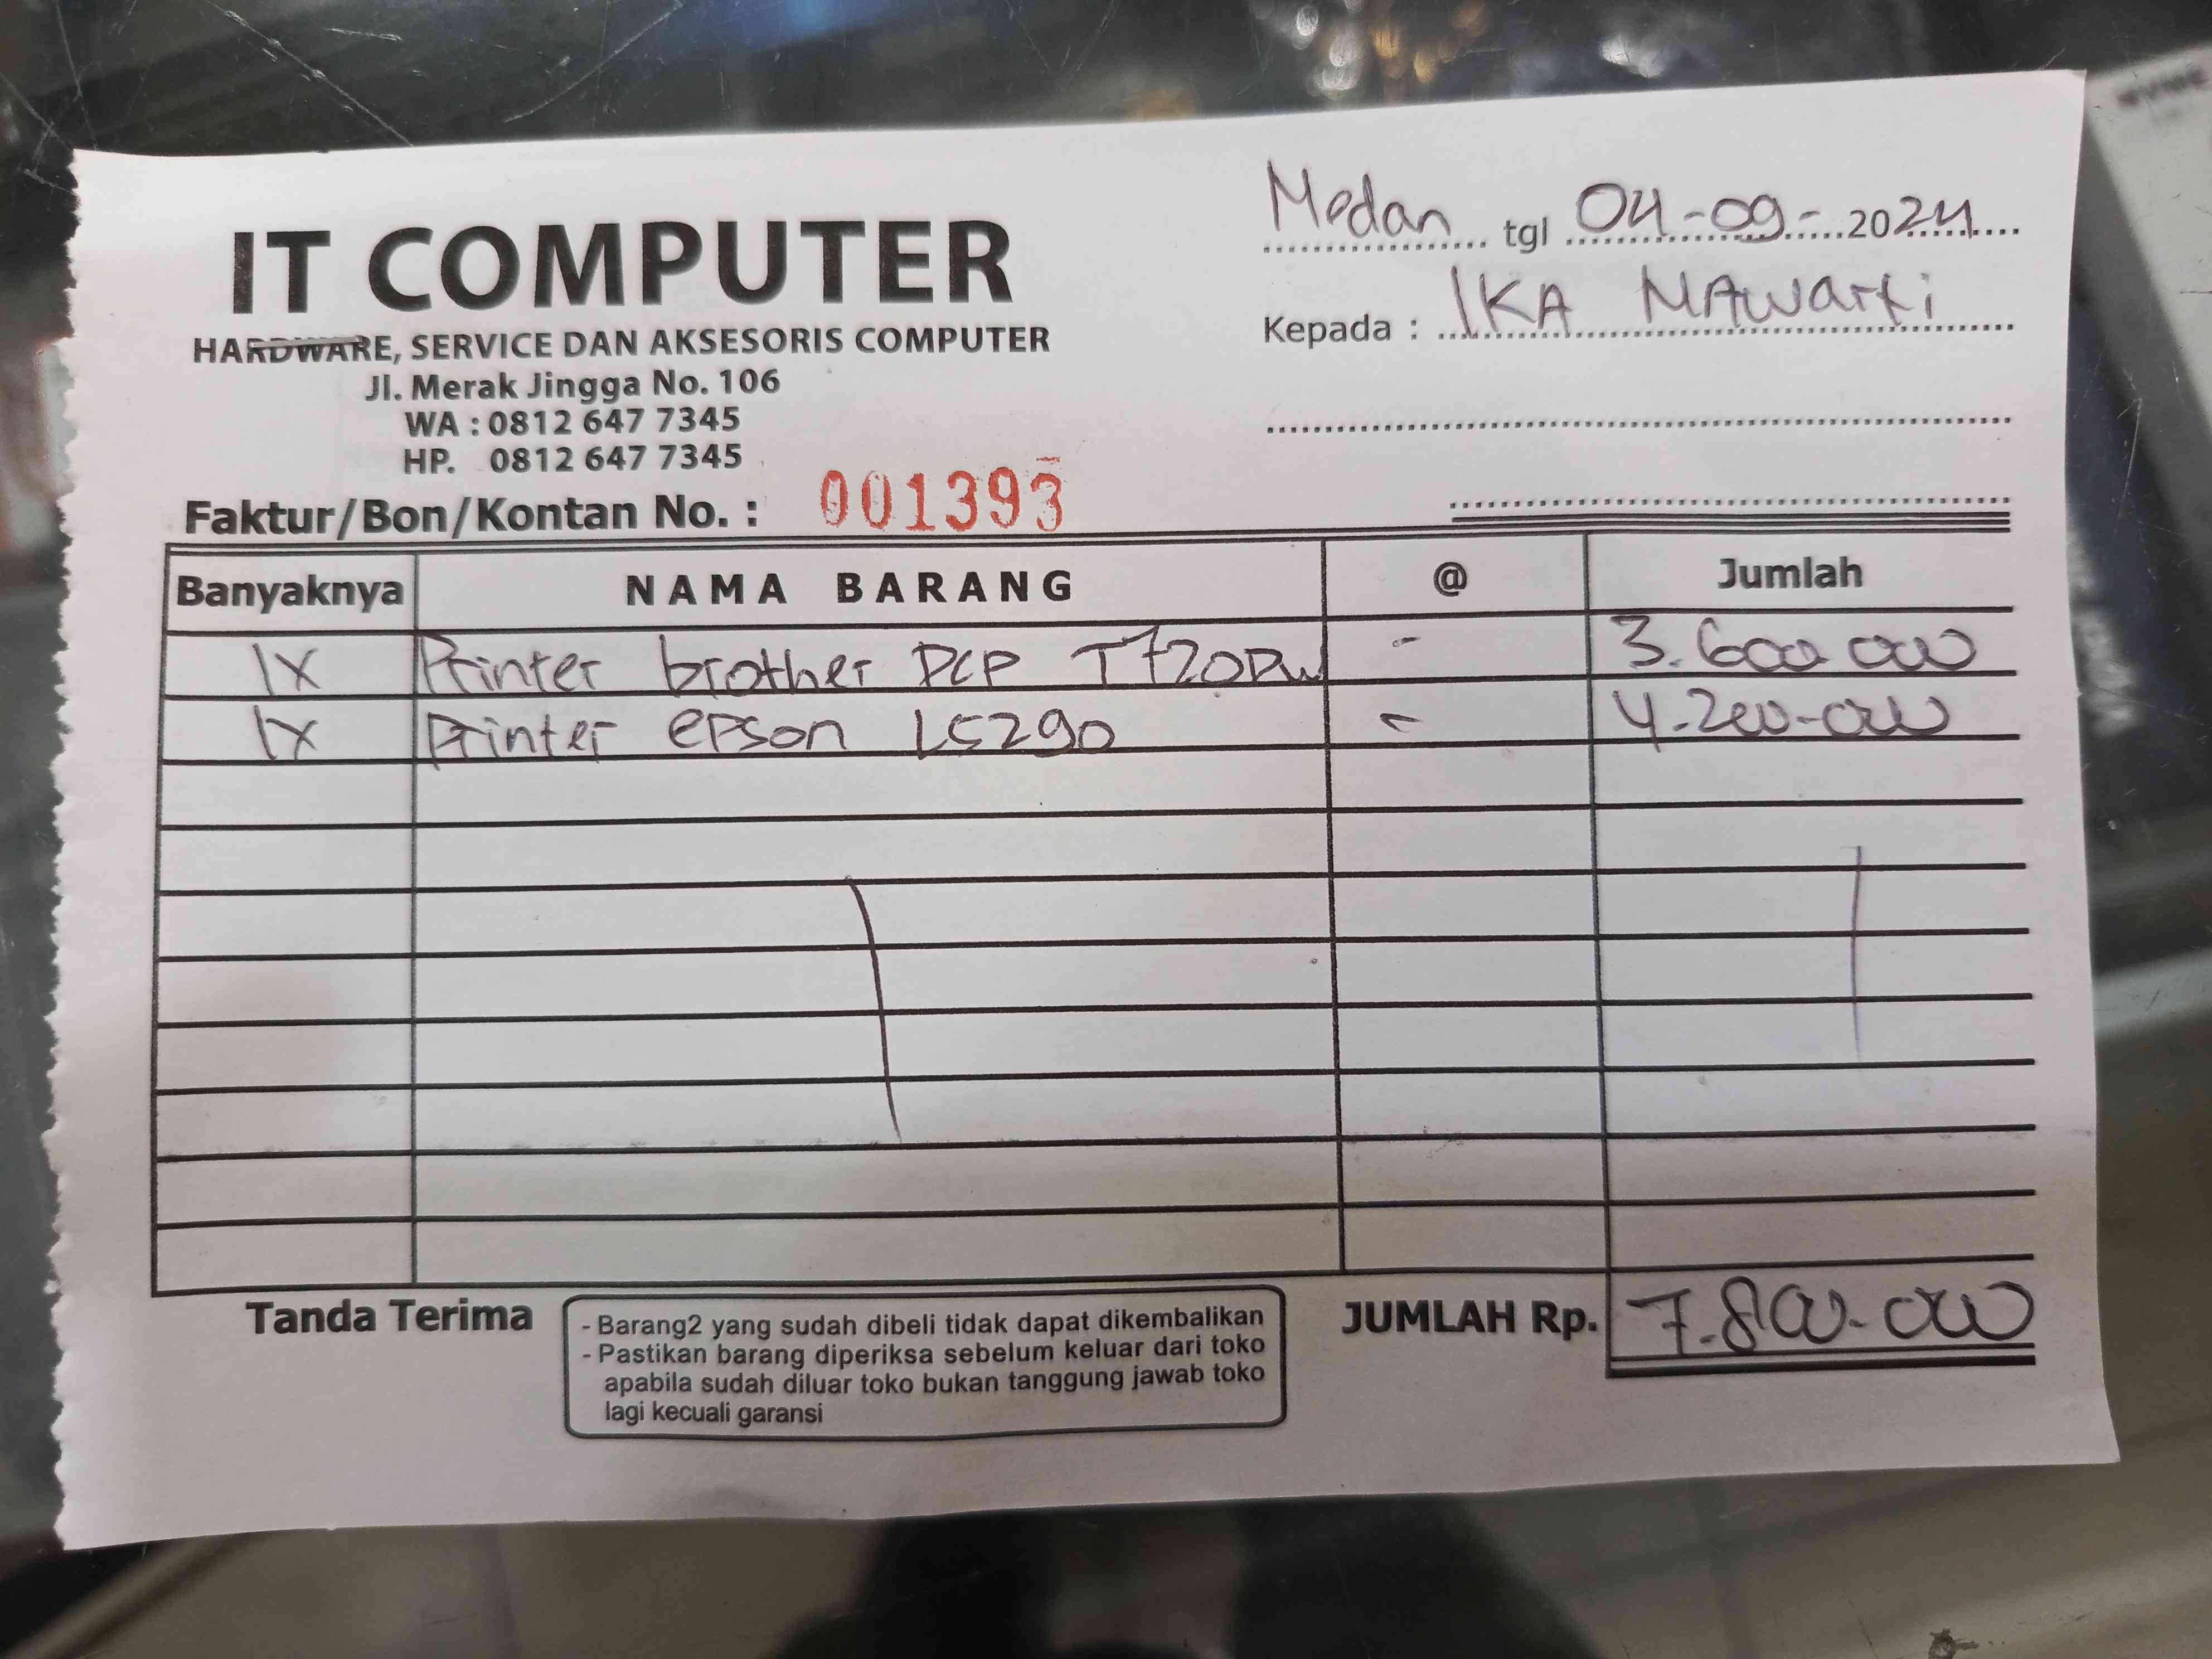 IT COMPUTER
HARDWARE, SERVICE DAN AKSESORIS COMPUTER
Jl. Merak Jingga No. 106
WA : 0812 647 7345
HP. 0812 647 7345
Faktur/Bon/Kontan No. : 001393
Medan tgl 04-09-2024
Kepada : IKA MAWarti
Banyaknya NAMA BARANG @ Jumlah
1X Printer brother DCP T720DW - 3.600.000
1X Printer epson L5290 - 4.200.000
Tanda Terima
- Barang2 yang sudah dibeli tidak dapat dikembalikan
- Pastikan barang diperiksa sebelum keluar dari toko
apabila sudah diluar toko bukan tanggung jawab toko
lagi kecuali garansi
JUMLAH Rp. 7.800.000